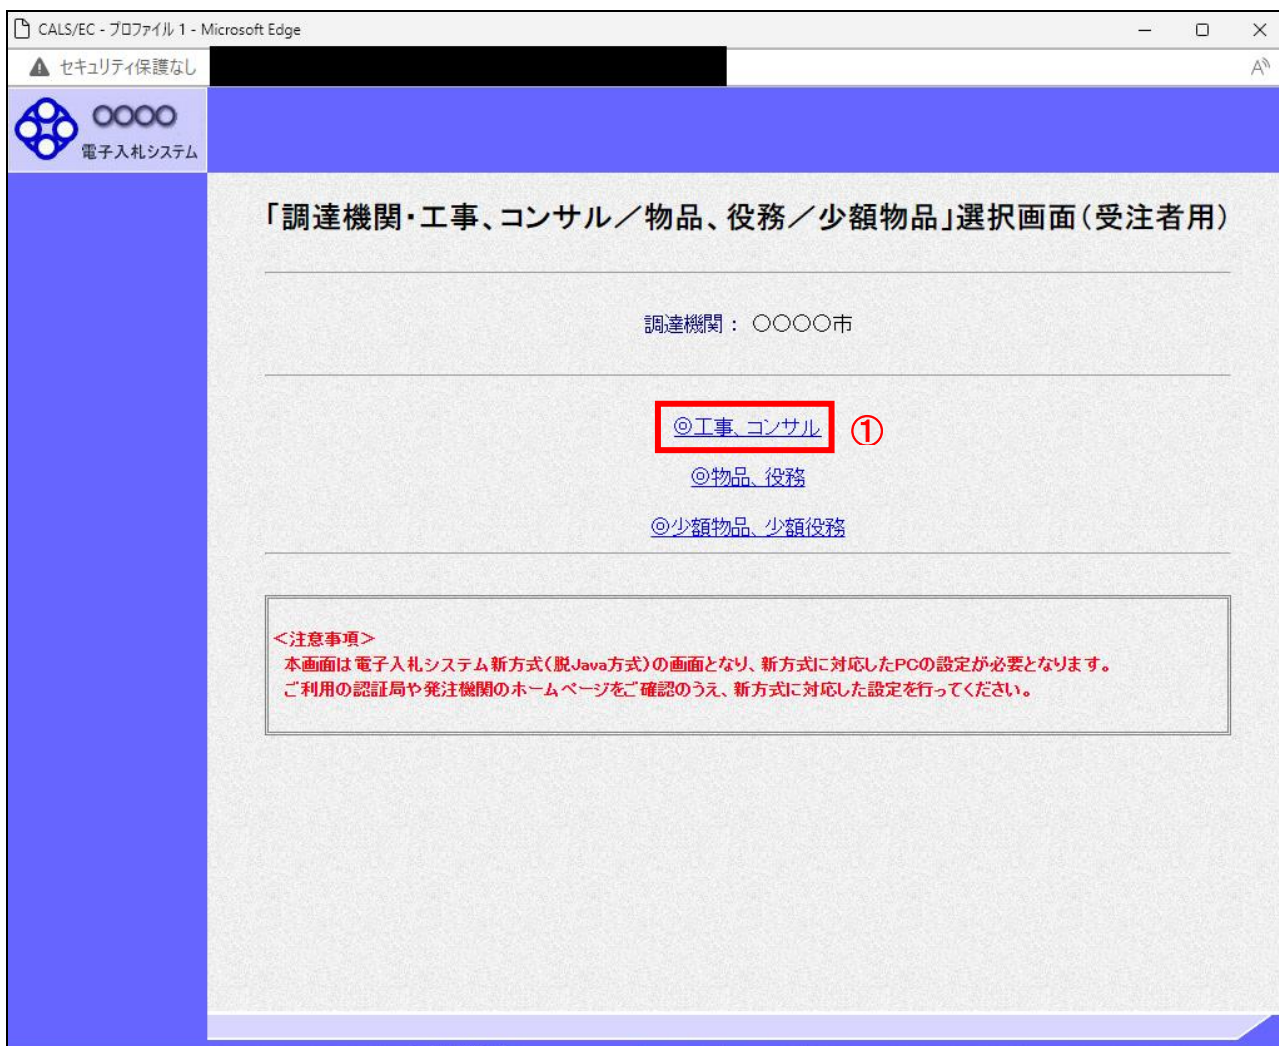 CALS/EC - プロファイル 1 - Microsoft Edge
セキュリティ保護なし
○○○○
電子入札システム
「調達機関・工事、コンサル／物品、役務／少額物品」選択画面（受注者用）
調達機関： ○○○○市
◎工事、コンサル ①
◎物品、役務
◎少額物品、少額役務
＜注意事項＞
本画面は電子入札システム新方式（脱Java方式）の画面となり、新方式に対応したPCの設定が必要となります。
ご利用の認証局や発注機関のホームページをご確認のうえ、新方式に対応した設定を行ってください。